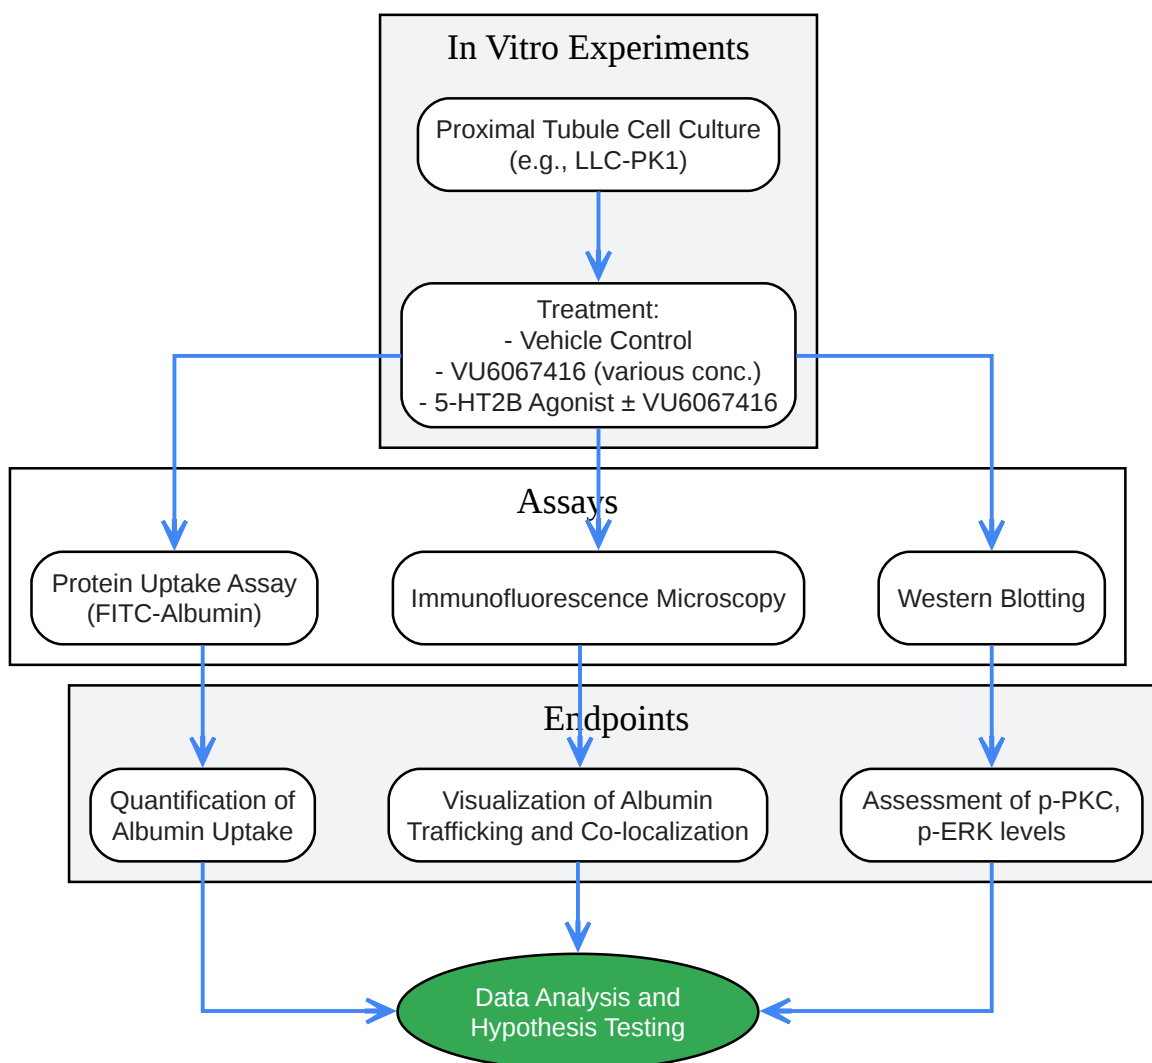 In Vitro Experiments
Proximal Tubule Cell Culture
(e.g., LLC-PK1)
Treatment:
- Vehicle Control
- VU6067416 (various conc.)
- 5-HT2B Agonist ± VU6067416
Assays
Protein Uptake Assay
(FITC-Albumin)
Immunofluorescence Microscopy
Western Blotting
Endpoints
Quantification of
Albumin Uptake
Visualization of Albumin
Trafficking and Co-localization
Assessment of p-PKC,
p-ERK levels
Data Analysis and
Hypothesis Testing